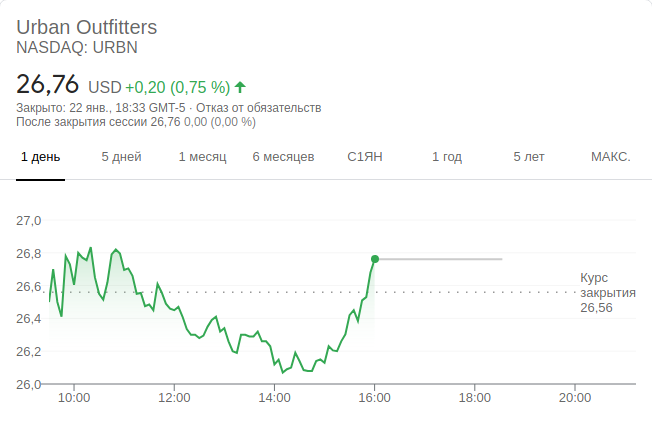 Urban Outfitters
NASDAQ: URBN
26,76 USD +0,20 (0,75 %)
Закрыто: 22 янв., 18:33 GMT-5 · Отказ от обязательств
После закрытия сессии 26,76 0,00 (0,00 %)
1 день 5 дней 1 месяц 6 месяцев С1ЯН 1 год 5 лет МАКС.
27,0
26,8
26,6
26,4
26,2
26,0
Курс
закрытия
26,56
10:00 12:00 14:00 16:00 18:00 20:00